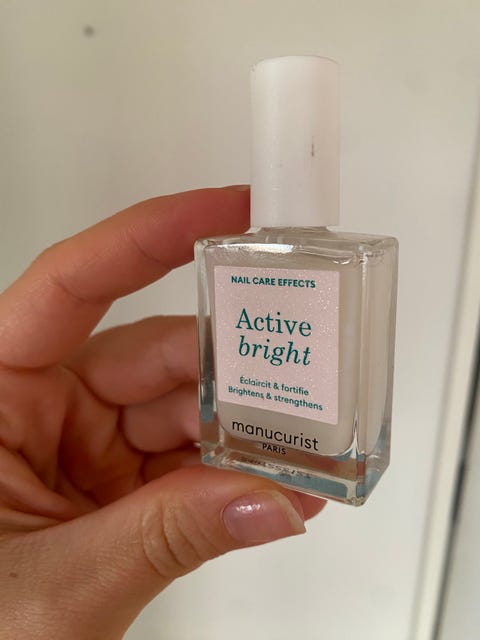 NAIL CARE EFFECTS
Active
bright
Éclaircit & fortifie
Brightens & strengthens
manucurist
PARIS